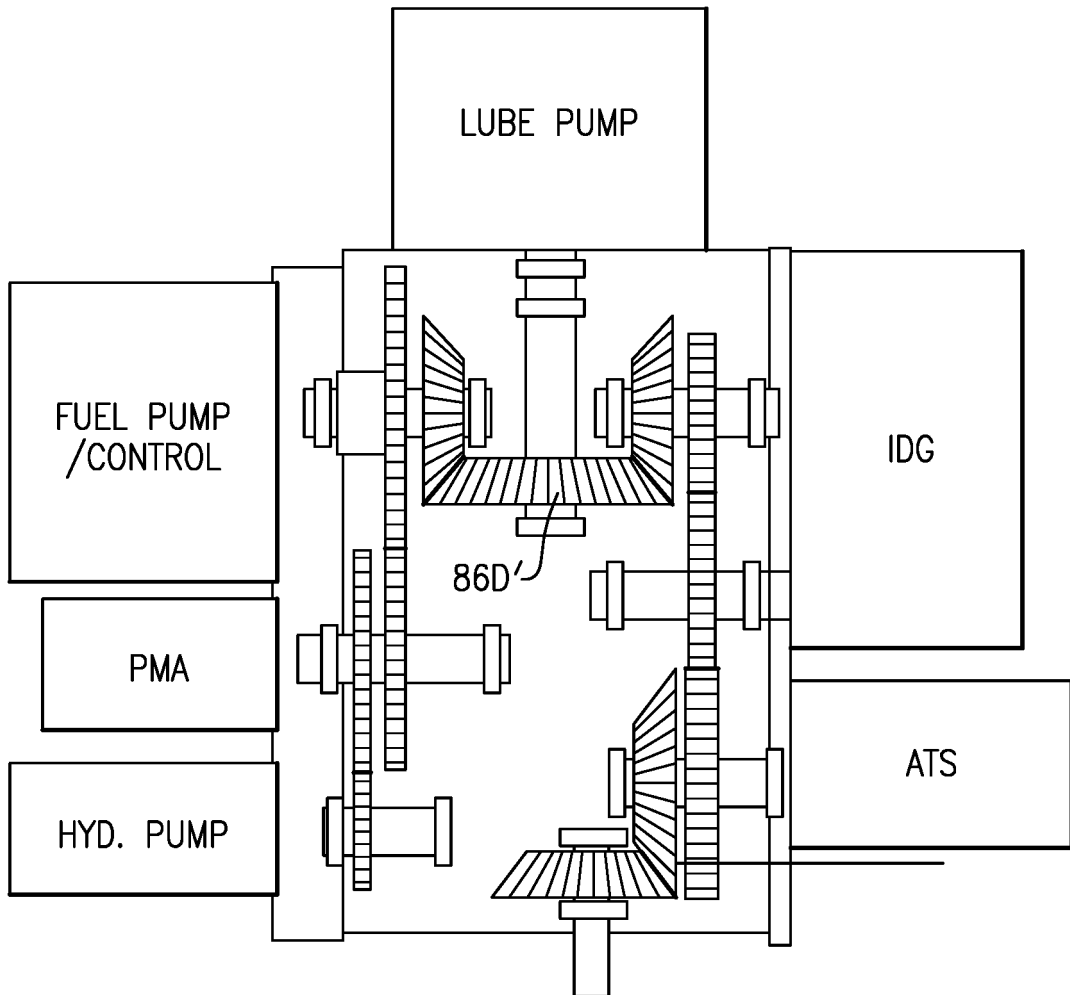 LUBE PUMP
FUEL PUMP
/CONTROL
IDG
86D'
PMA
ATS
HYD. PUMP